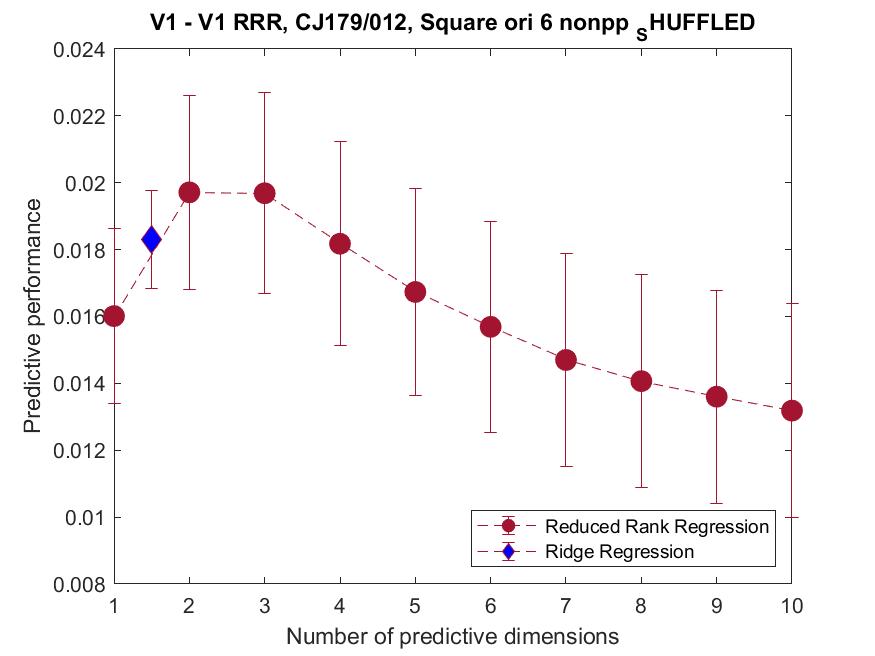 V1 - V1 RRR, CJ179/012, Square ori 6 nonpp SHUFFLED
Predictive performance
0.024
0.022
0.02
0.018
0.016
0.014
0.012
0.01
0.008
Reduced Rank Regression
Ridge Regression
1 2 3 4 5 6 7 8 9 10
Number of predictive dimensions